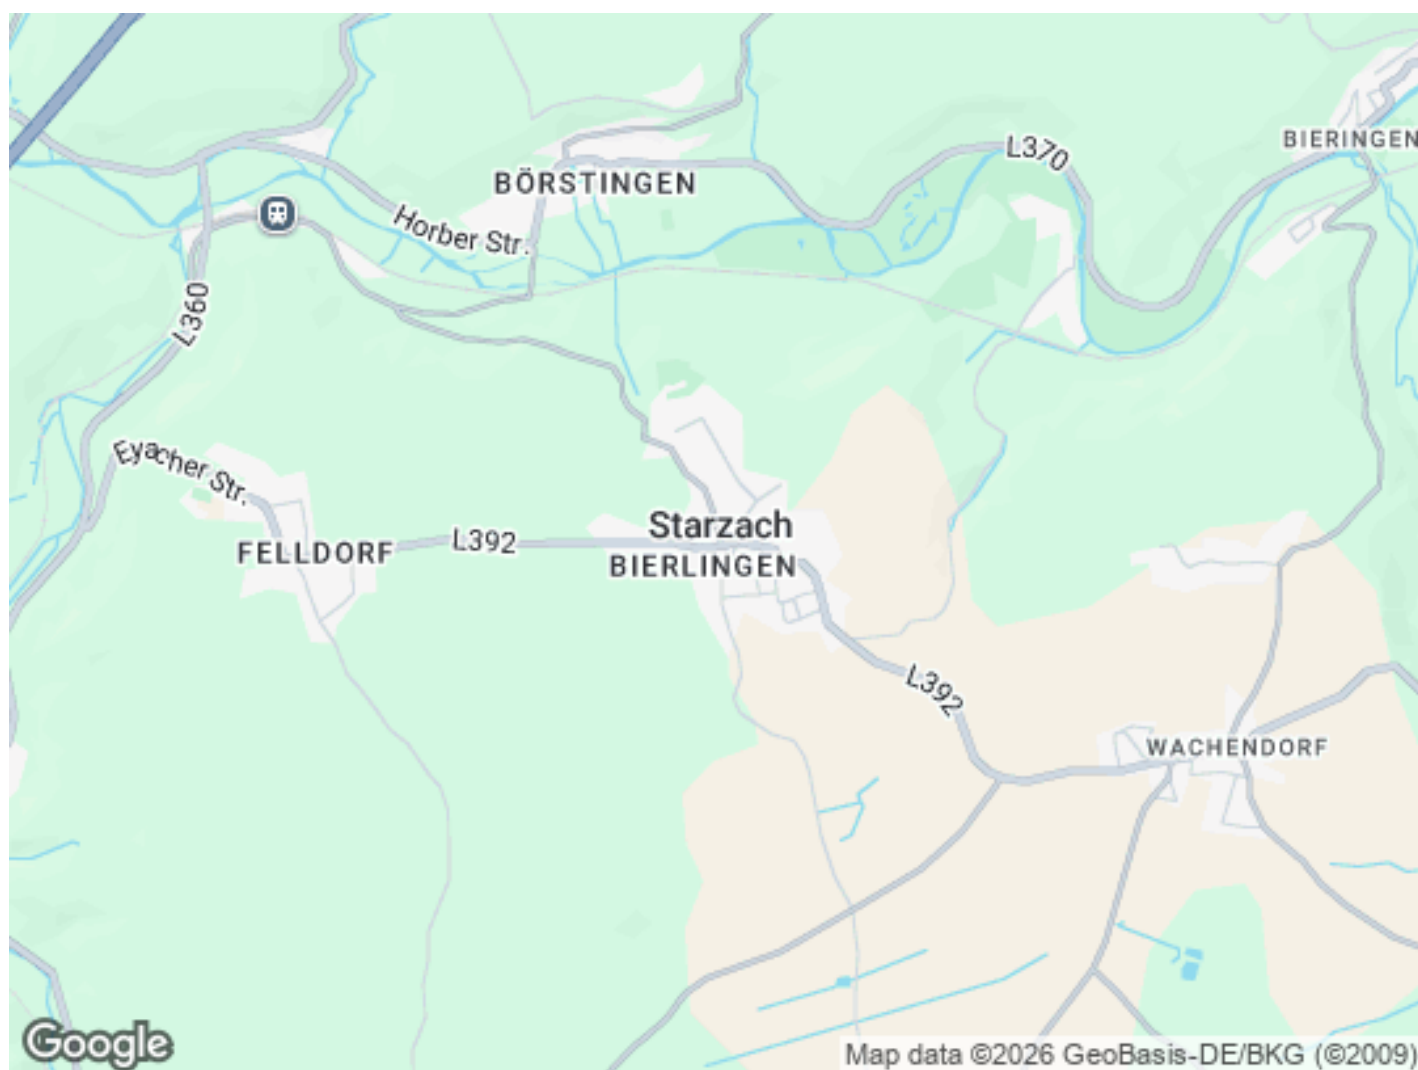 BIERINGEN
L370
BÖRSTINGEN
Horber Str.
L360
Eyacher Str.
Starzach
BIERLINGEN
L392
FELLDORF
L392
WACHENDORF
Google
Map data ©2026 GeoBasis-DE/BKG (©2009)